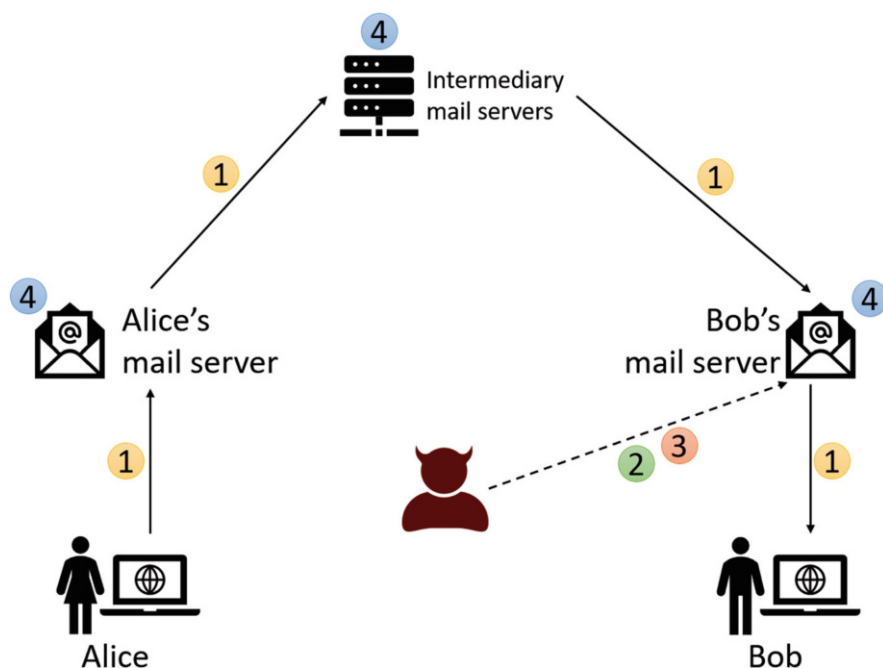 4
Intermediary
mail servers
1
1
4
@
Alice's
mail server
4
@
Bob's
mail server
1
2
3
1
Alice
Bob